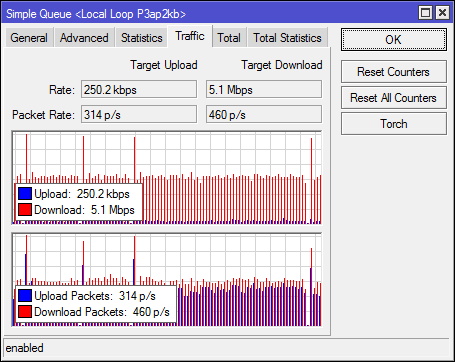 Simple Queue <Local Loop P3ap2kb>
General Advanced Statistics Traffic Total Total Statistics
Target Upload Target Download
Rate: 250.2 kbps 5.1 Mbps
Packet Rate: 314 p/s 460 p/s
Upload: 250.2 kbps
Download: 5.1 Mbps
Upload Packets: 314 p/s
Download Packets: 460 p/s
OK
Reset Counters
Reset All Counters
Torch
enabled